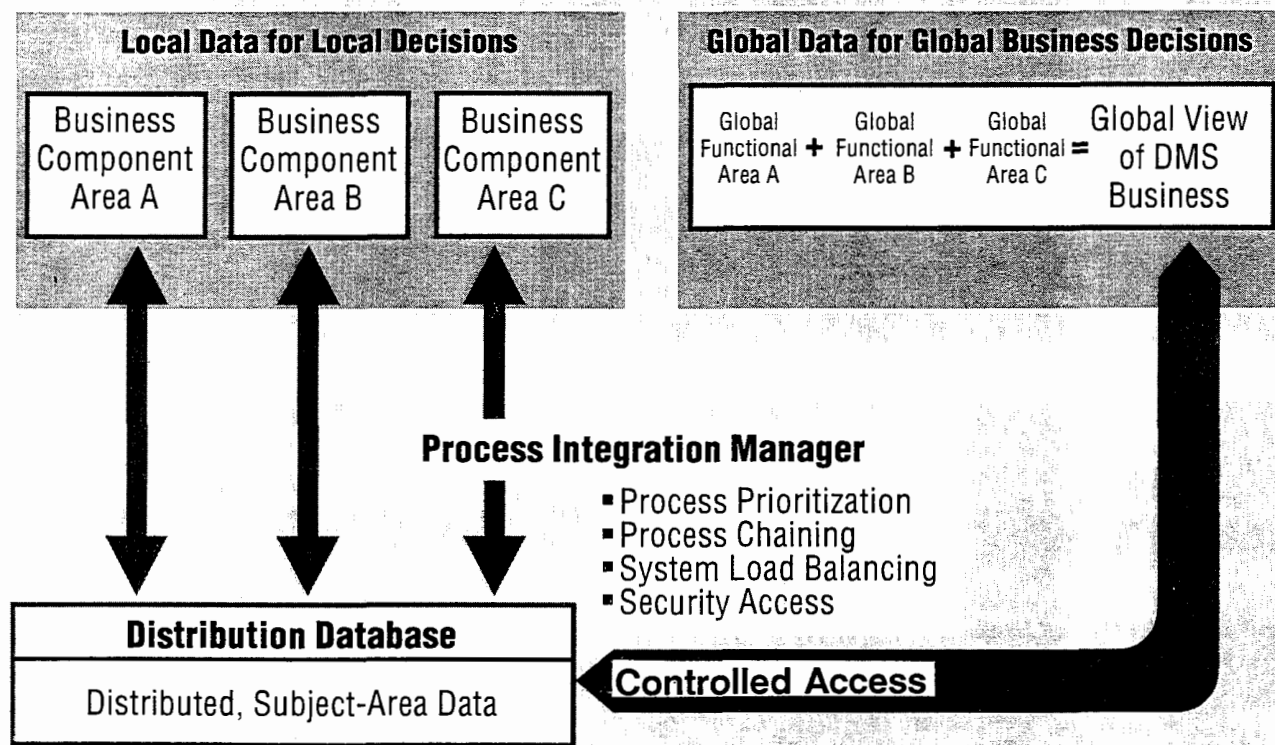 Local Data for Local Decisions
Business
Component
Area A
Business
Component
Area B
Business
Component
Area C
Global Data for Global Business Decisions
Global
Functional
Area A
+
Global
Functional
Area B
+
Global
Functional
Area C
=
Global View
of DMS
Business
Process Integration Manager
▪ Process Prioritization
▪ Process Chaining
▪ System Load Balancing
▪ Security Access
Distribution Database
Distributed, Subject-Area Data
Controlled Access